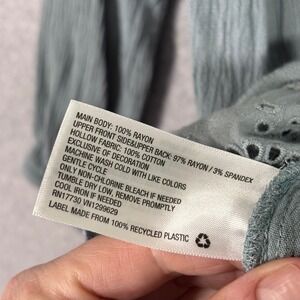 MAIN BODY: 100% RAYON
UPPER FRONT SIDE&UPPER BACK: 97% RAYON / 3% SPANDEX
HOLLOW FABRIC: 100% COTTON
EXCLUSIVE OF DECORATION
MACHINE WASH COLD WITH LIKE COLORS
GENTLE CYCLE
ONLY NON-CHLORINE BLEACH IF NEEDED
TUMBLE DRY LOW. REMOVE PROMPTLY
COOL IRON IF NEEDED
RN17730 VN1299629
LABEL MADE FROM 100% RECYCLED PLASTIC